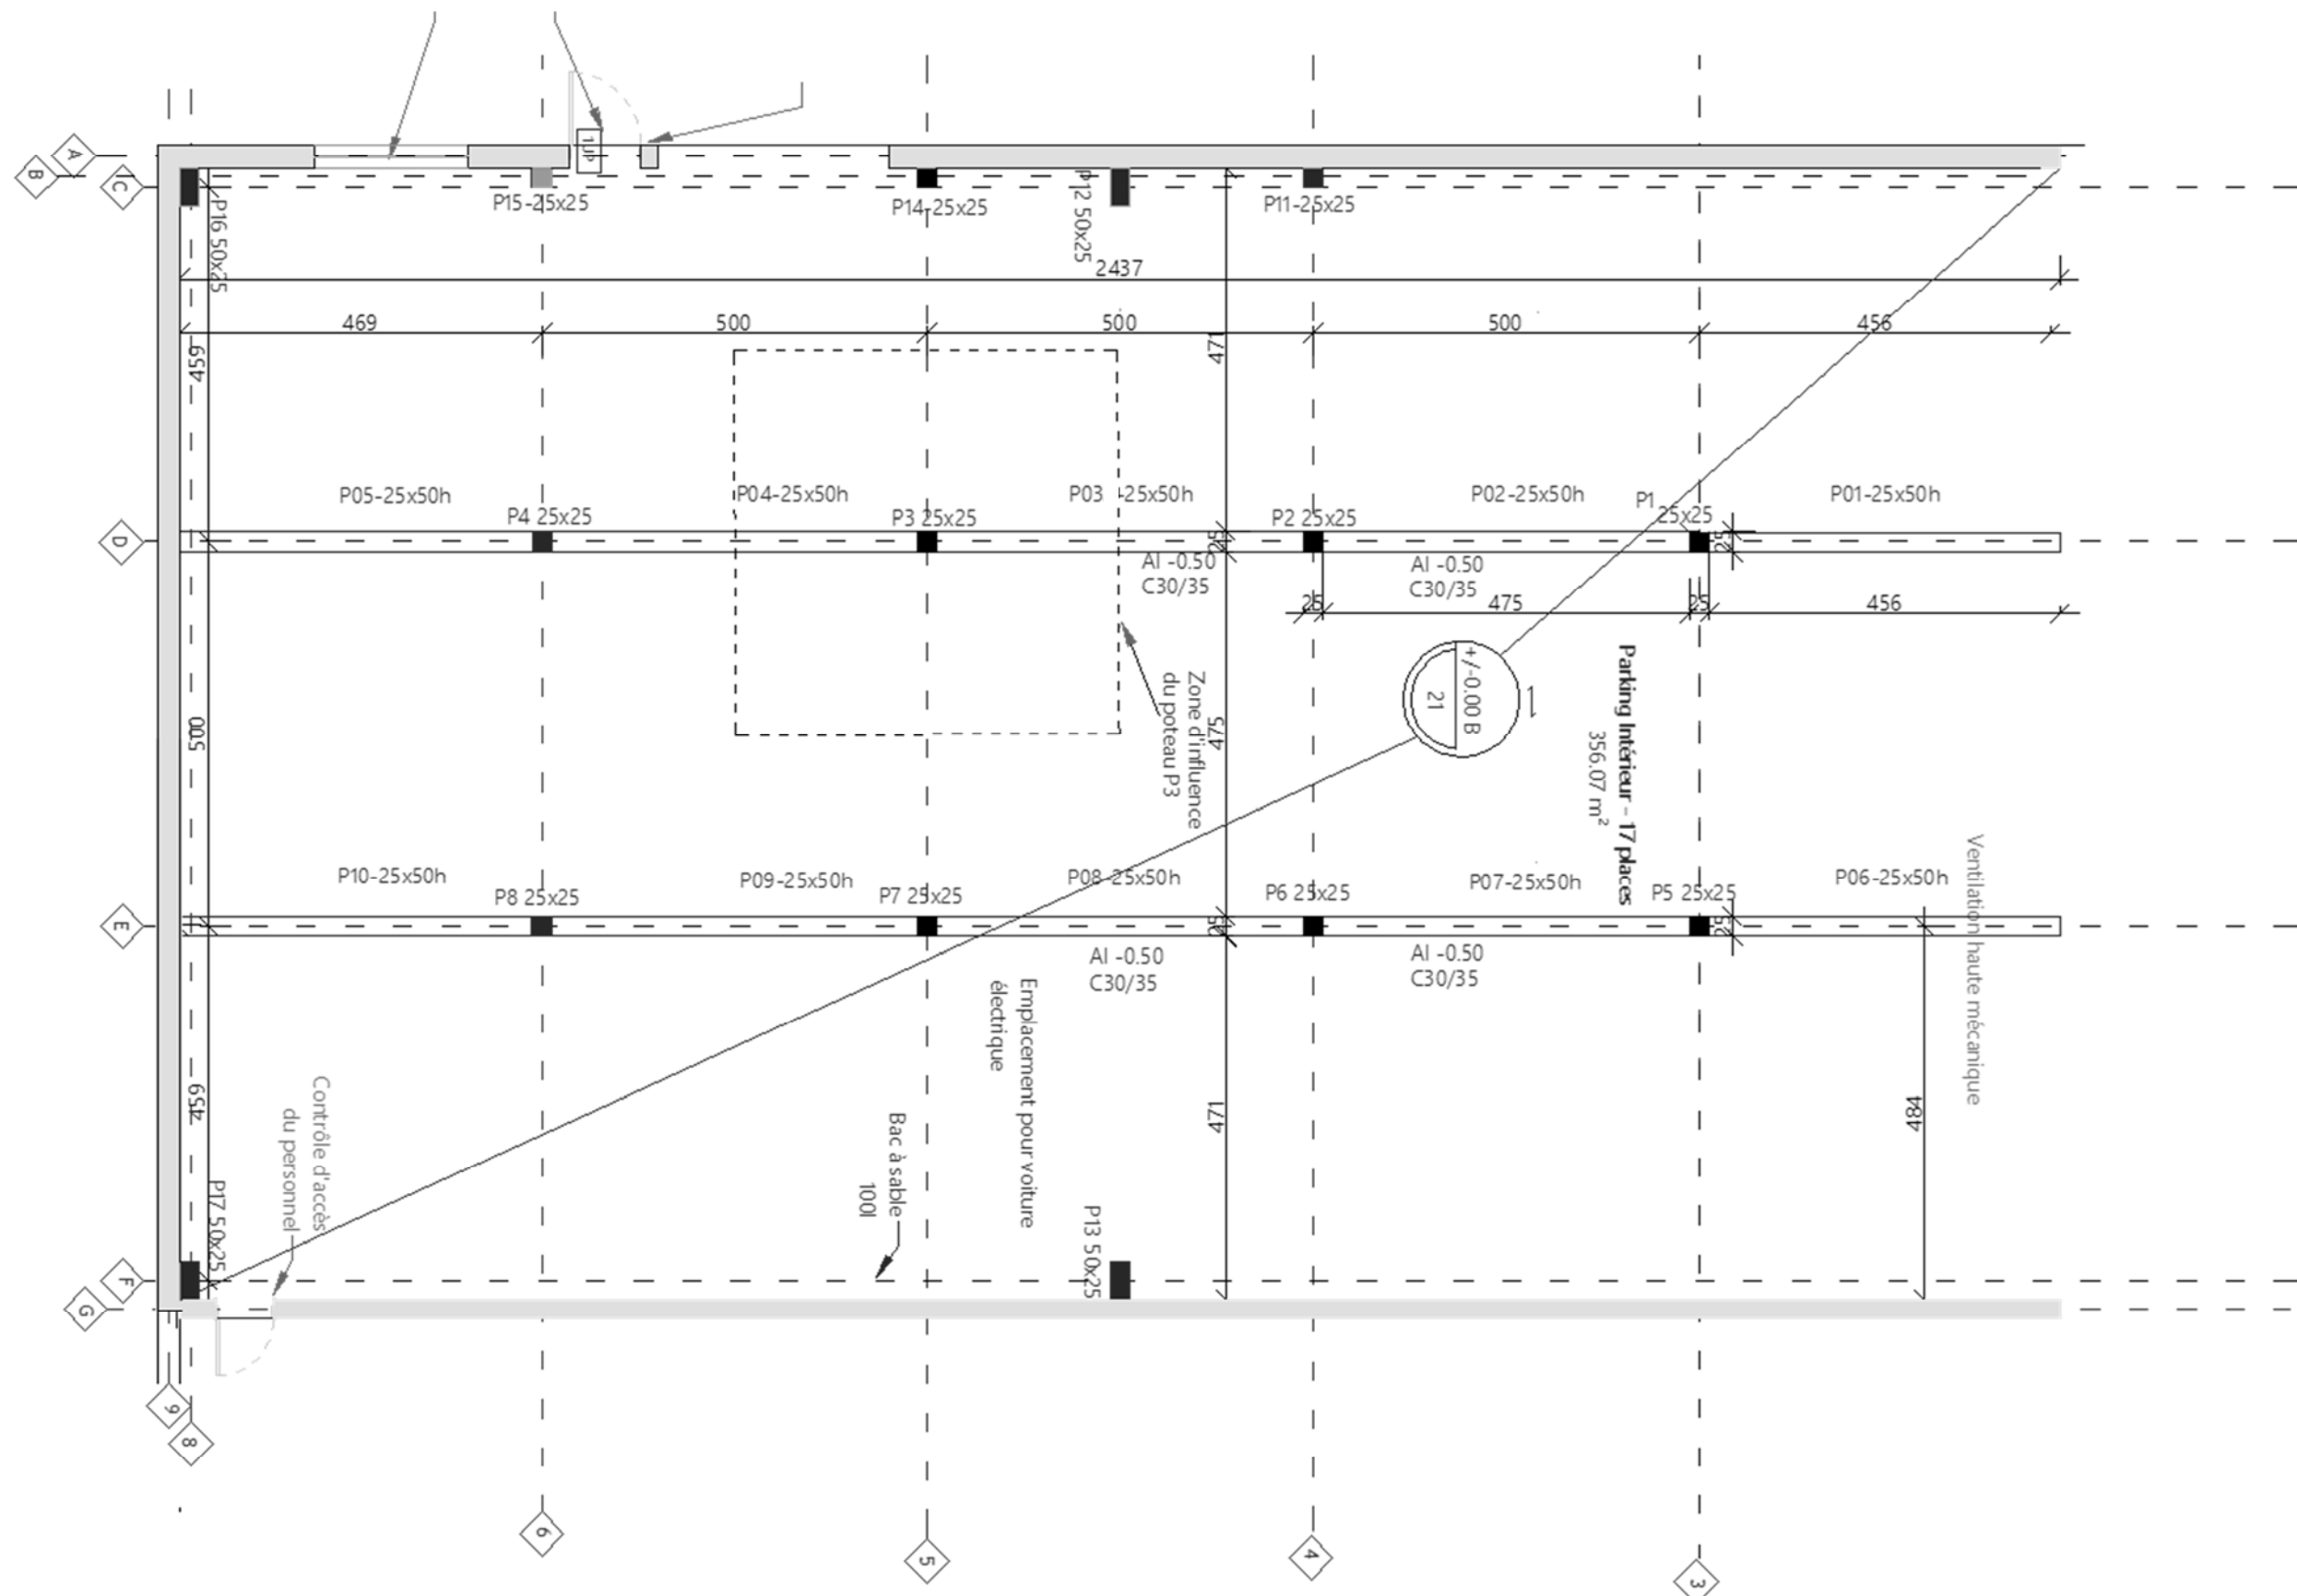 A
B
C
1UP
P15-25x25
P14-25x25
P12 50x25
P11-25x25
P16 50x25
2437
469
500
500
500
456
459
471
P05-25x50h
P04-25x50h
P03 -25x50h
P02-25x50h
P1
25x25
P01-25x50h
P4 25x25
P3 25x25
P2 25x25
D
25
25
AI -0.50
C30/35
AI -0.50
C30/35
25
475
25
456
+/-0.00 B
21
1
Parking Intérieur - 17 places
356.07 m²
Zone d'influence
du poteau P3
500
475
P10-25x50h
P09-25x50h
P08-25x50h
P07-25x50h
P06-25x50h
P8 25x25
P7 25x25
P6 25x25
P5 25x25
E
25
25
AI -0.50
C30/35
AI -0.50
C30/35
Ventilation haute mécanique
Emplacement pour voiture
électrique
Contrôle d'accès
du personnel
Bac à sable
100l
459
471
484
P17 50x25
P13 50x25
F
G
9
8
6
5
4
3